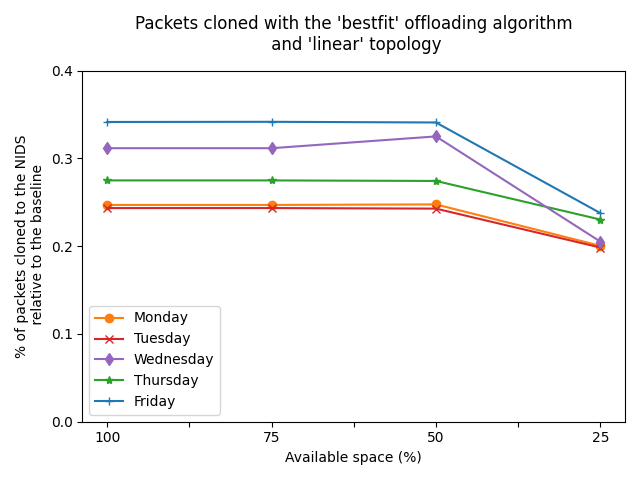 Packets cloned with the 'bestfit' offloading algorithm
and 'linear' topology
% of packets cloned to the NIDS
relative to the baseline
0.4
0.3
0.2
0.1
0.0
Monday
Tuesday
Wednesday
Thursday
Friday
100
75
50
25
Available space (%)